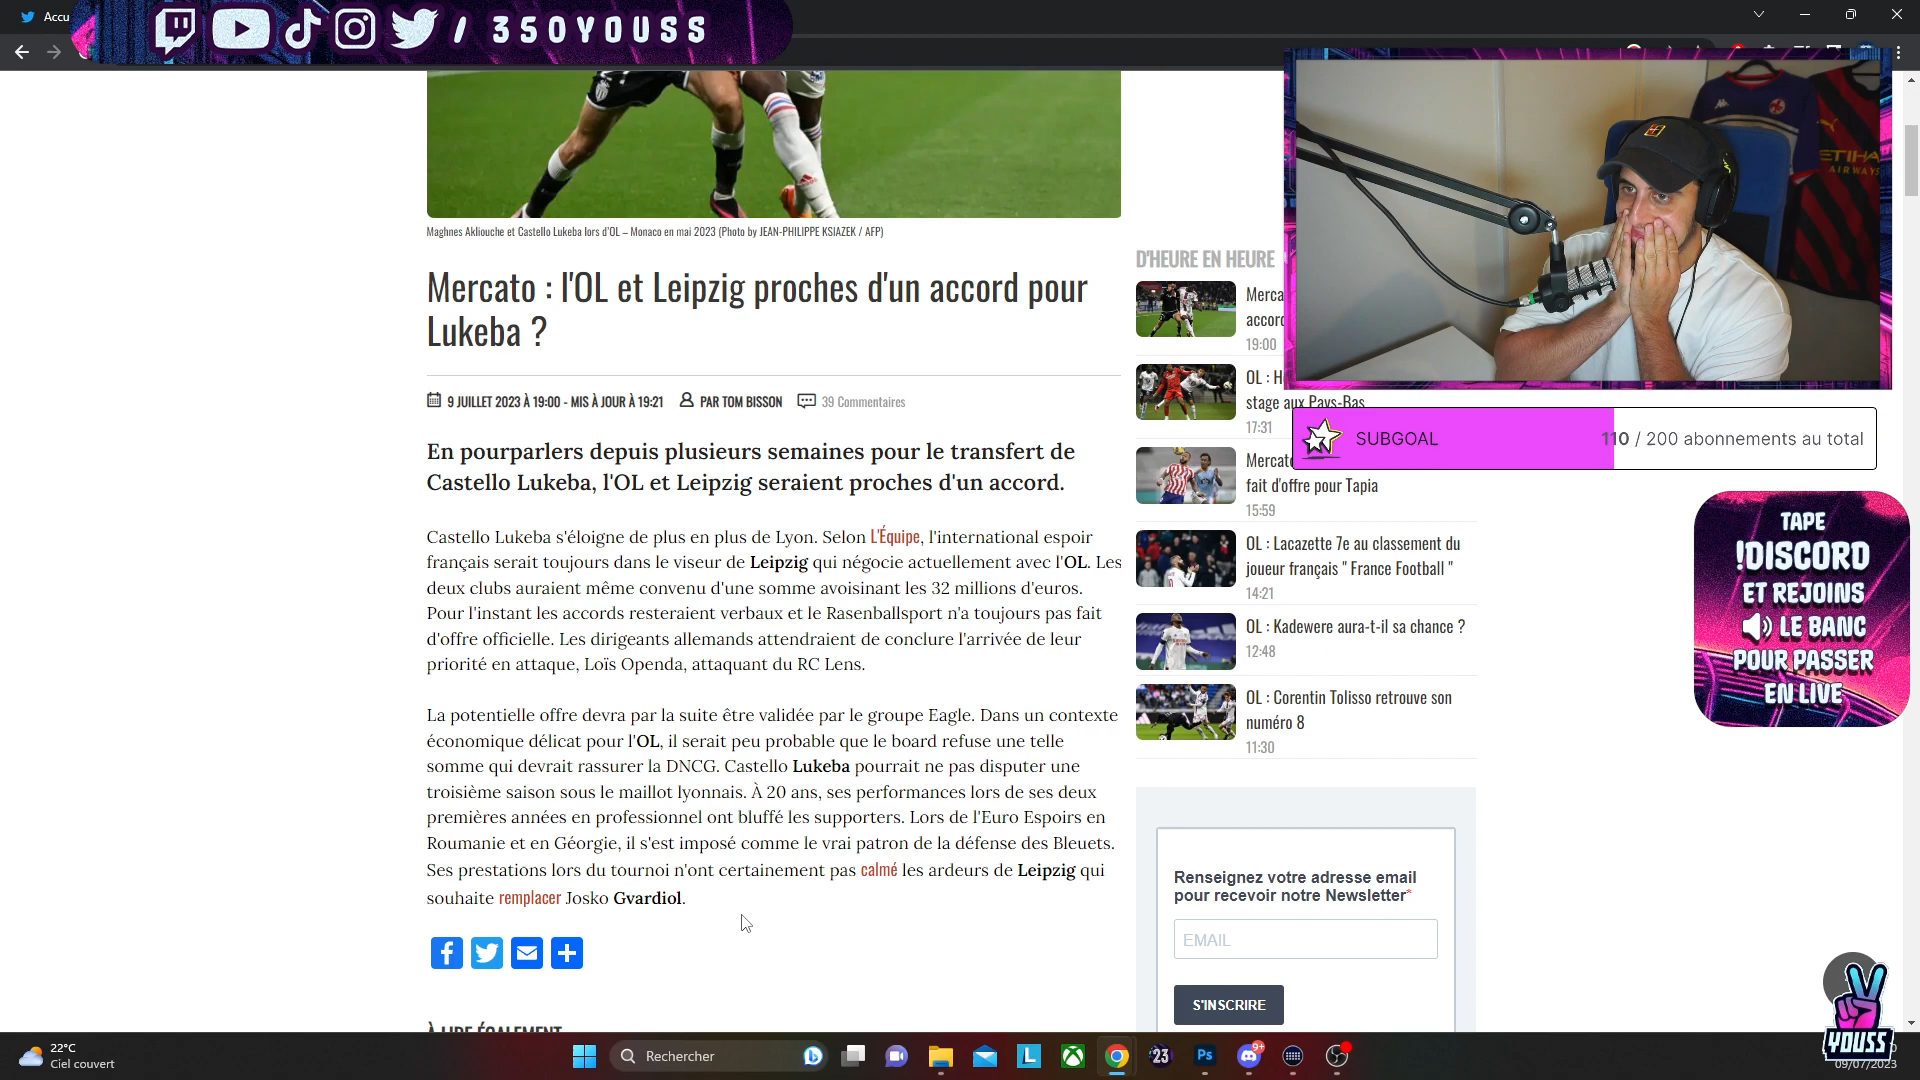 Accu
/ 350YOUSS
Maghnes Akliouche et Castello Lukeba lors d'OL – Monaco en mai 2023 (Photo by JEAN-PHILIPPE KSIAZEK / AFP)
Mercato : l'OL et Leipzig proches d'un accord pour
Lukeba ?
9 JUILLET 2023 À 19:00 - MIS À JOUR À 19:21 PAR TOM BISSON 39 Commentaires
En pourparlers depuis plusieurs semaines pour le transfert de
Castello Lukeba, l'OL et Leipzig seraient proches d'un accord.
Castello Lukeba s'éloigne de plus en plus de Lyon. Selon L'Équipe, l'international espoir
français serait toujours dans le viseur de Leipzig qui négocie actuellement avec l'OL. Les
deux clubs auraient même convenu d'une somme avoisinant les 32 millions d'euros.
Pour l'instant les accords resteraient verbaux et le Rasenballsport n'a toujours pas fait
d'offre officielle. Les dirigeants allemands attendraient de conclure l'arrivée de leur
priorité en attaque, Loïs Openda, attaquant du RC Lens.
La potentielle offre devra par la suite être validée par le groupe Eagle. Dans un contexte
économique délicat pour l'OL, il serait peu probable que le board refuse une telle
somme qui devrait rassurer la DNCG. Castello Lukeba pourrait ne pas disputer une
troisième saison sous le maillot lyonnais. À 20 ans, ses performances lors de ses deux
premières années en professionnel ont bluffé les supporters. Lors de l'Euro Espoirs en
Roumanie et en Géorgie, il s'est imposé comme le vrai patron de la défense des Bleuets.
Ses prestations lors du tournoi n'ont certainement pas calmé les ardeurs de Leipzig qui
souhaite remplacer Josko Gvardiol.
À LIRE ÉGALEMENT
D'HEURE EN HEURE
Merca
accord
19:00
OL : H
stage aux Pays-Bas
17:31
Mercato
fait d'offre pour Tapia
15:59
OL : Lacazette 7e au classement du
joueur français " France Football "
14:21
OL : Kadewere aura-t-il sa chance ?
12:48
OL : Corentin Tolisso retrouve son
numéro 8
11:30
Renseignez votre adresse email
pour recevoir notre Newsletter*
EMAIL
S'INSCRIRE
ETIHAD
AIRWAYS
SUBGOAL 110 / 200 abonnements au total
TAPE
!DISCORD
ET REJOINS
LE BANC
POUR PASSER
EN LIVE
YOUSS
22°C
Ciel couvert
Rechercher
L
23
Ps
9+
09/07/2023